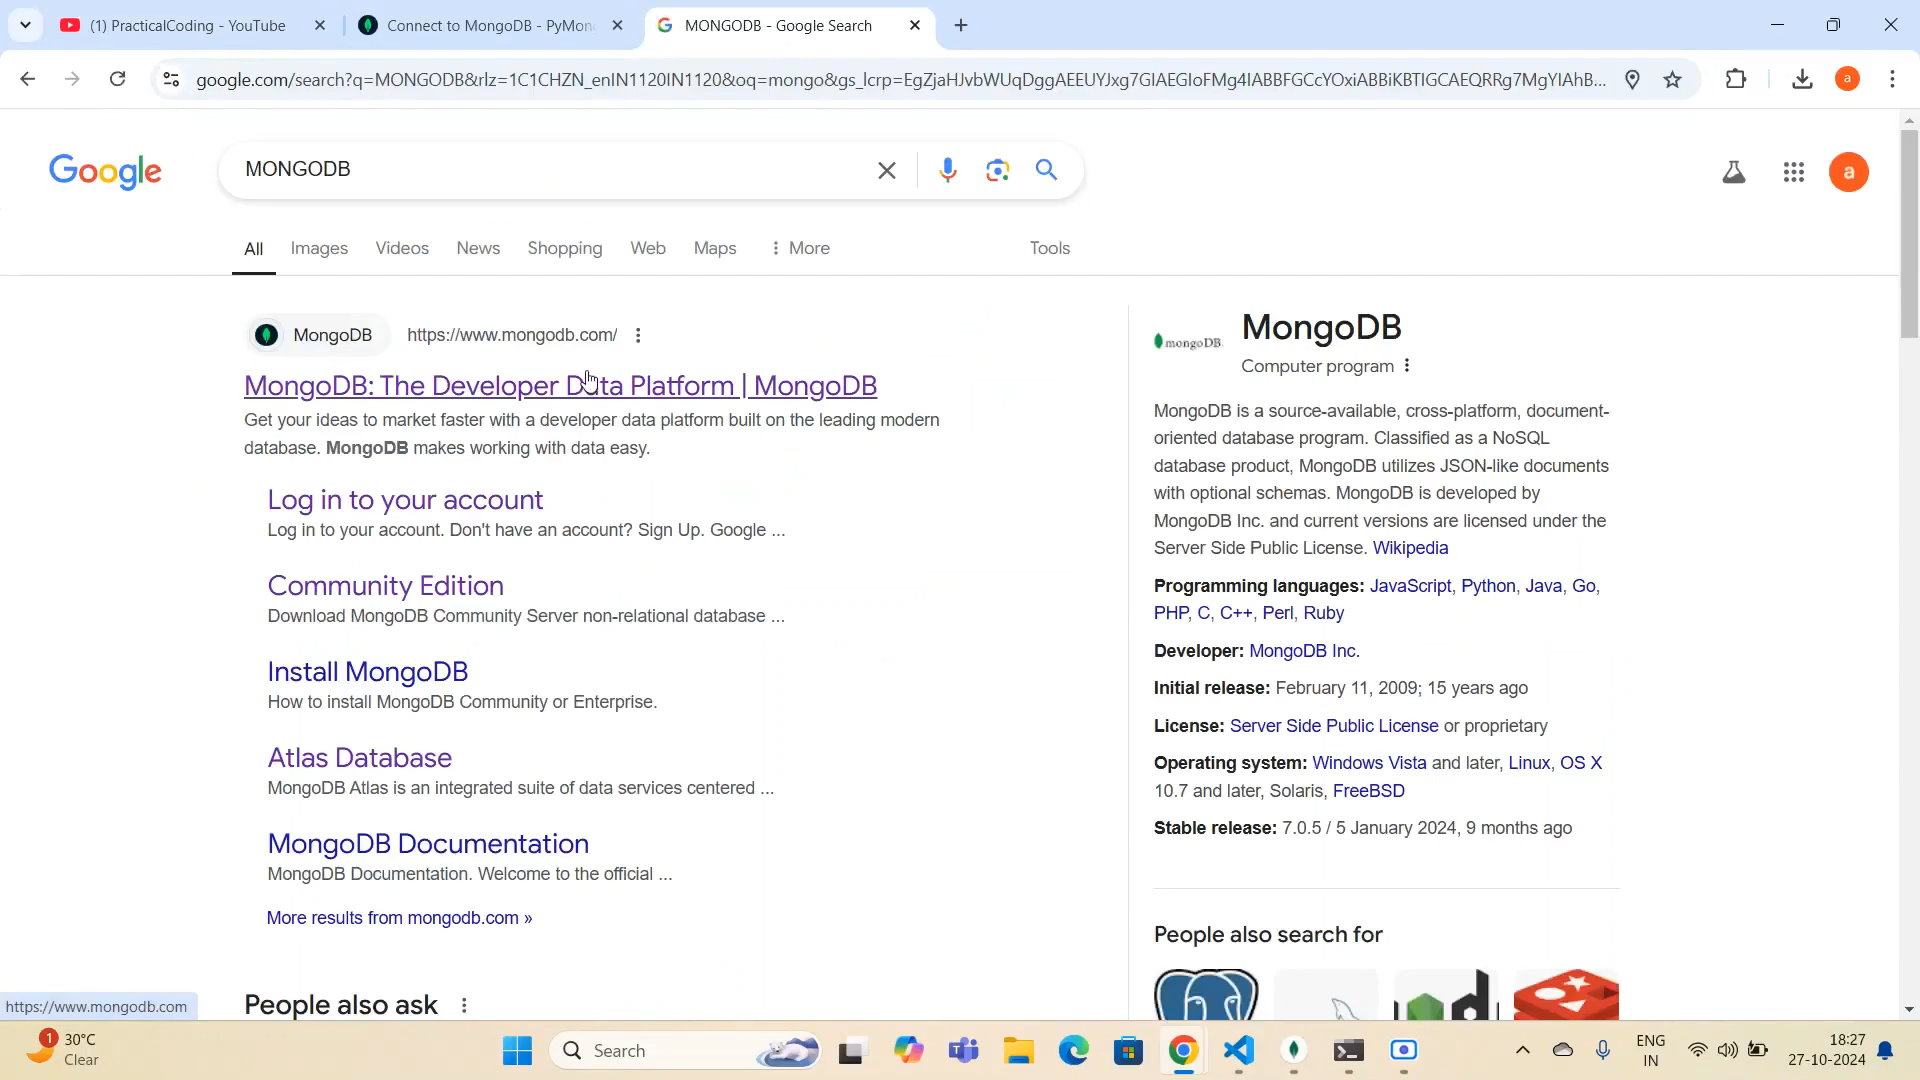 (1) PracticalCoding - YouTube
Connect to MongoDB - PyMon
MONGODB - Google Search
google.com/search?q=MONGODB&rlz=1C1CHZN_enIN1120IN1120&oq=mongo&gs_lcrp=EgZjaHJvbWUqDggAEEUYJxg7GIAEGIoFMg4IABBFGCcYOxiABBiKBTIGCAEQRRg7MgYIAhB...
a
Google
MONGODB
a
All
Images
Videos
News
Shopping
Web
Maps
More
Tools
MongoDB
https://www.mongodb.com/
MongoDB: The Developer Data Platform | MongoDB
Get your ideas to market faster with a developer data platform built on the leading modern
database. MongoDB makes working with data easy.
Log in to your account
Log in to your account. Don't have an account? Sign Up. Google ...
Community Edition
Download MongoDB Community Server non-relational database ...
Install MongoDB
How to install MongoDB Community or Enterprise.
Atlas Database
MongoDB Atlas is an integrated suite of data services centered ...
MongoDB Documentation
MongoDB Documentation. Welcome to the official ...
More results from mongodb.com »
People also ask
mongoDB.
MongoDB
Computer program
MongoDB is a source-available, cross-platform, document-
oriented database program. Classified as a NoSQL
database product, MongoDB utilizes JSON-like documents
with optional schemas. MongoDB is developed by
MongoDB Inc. and current versions are licensed under the
Server Side Public License. Wikipedia
Programming languages: JavaScript, Python, Java, Go,
PHP, C, C++, Perl, Ruby
Developer: MongoDB Inc.
Initial release: February 11, 2009; 15 years ago
License: Server Side Public License or proprietary
Operating system: Windows Vista and later, Linux, OS X
10.7 and later, Solaris, FreeBSD
Stable release: 7.0.5 / 5 January 2024, 9 months ago
People also search for
https://www.mongodb.com
1
30°C
Clear
Search
ENG
IN
18:27
27-10-2024